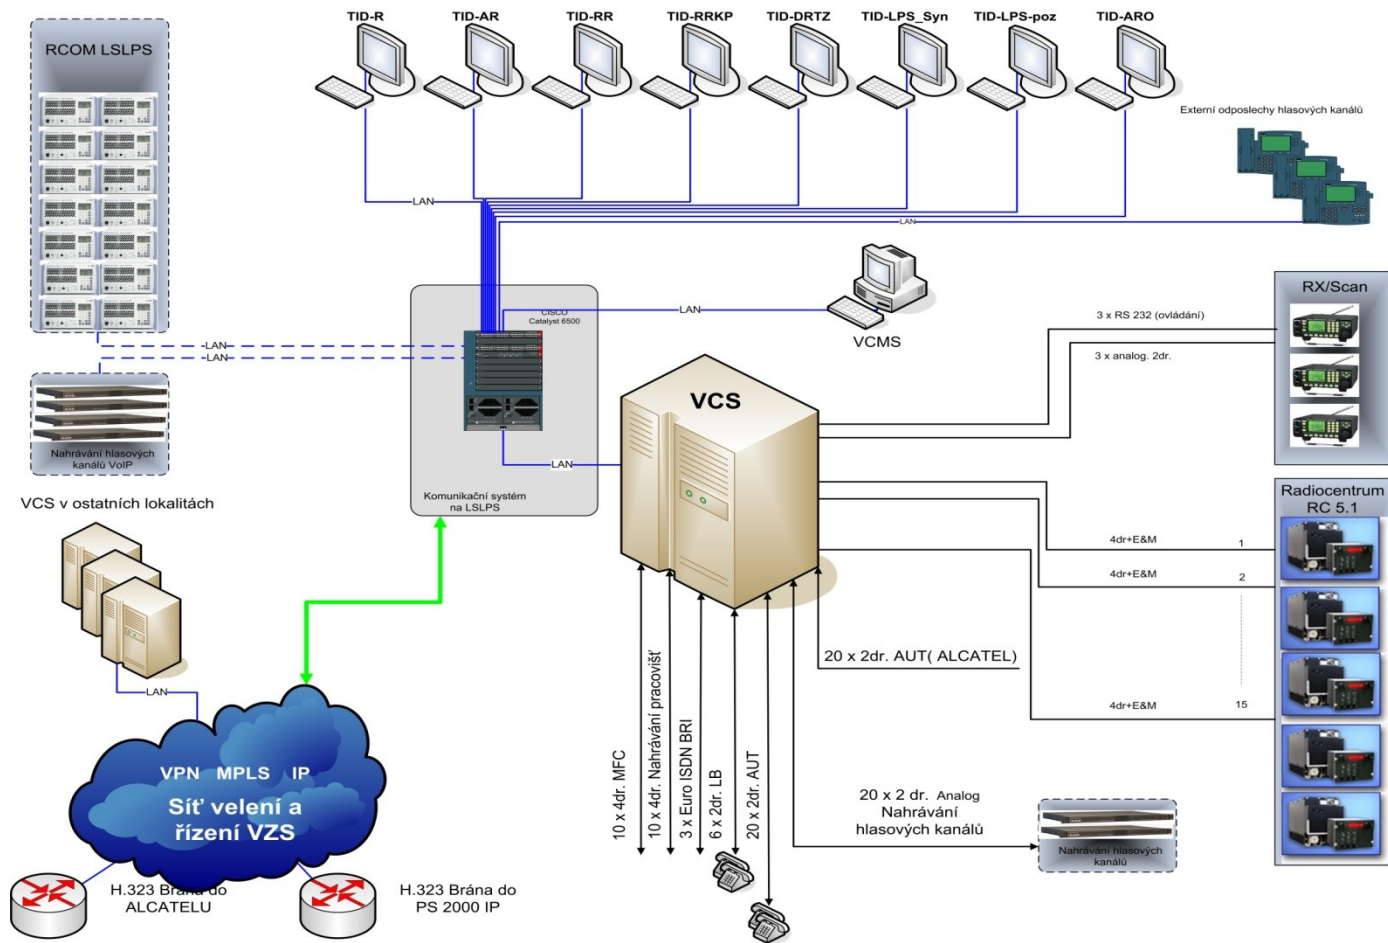 TID-R
TID-AR
TID-RR
TID-RRKP
TID-DRTZ
TID-LPS_Syn
TID-LPS-poz
TID-ARO
RCOM LSLPS
Externí odposlechy hlasových kanálů
LAN
LAN
LAN
CISCO
Catalyst 6500
VCMS
LAN
LAN
RX/Scan
3 x RS 232 (ovládání)
3 x analog. 2dr.
VCS
LAN
Nahrávání hlasových
kanálů VoIP
Komunikační systém
na LSLPS
VCS v ostatních lokalitách
LAN
Radiocentrum
RC 5.1
4dr+E&M
1
4dr+E&M
2
4dr+E&M
15
20 x 2dr. AUT( ALCATEL)
VPN MPLS IP
Síť velení a
řízení VZS
10 x 4dr. MFC
10 x 4dr. Nahrávání pracovišť
3 x Euro ISDN BRI
6 x 2dr. LB
20 x 2dr. AUT
20 x 2 dr. Analog
Nahrávání
hlasových kanálů
Nahrávání hlasových
kanálů
H.323 Brána do
ALCATELU
H.323 Brána do
PS 2000 IP